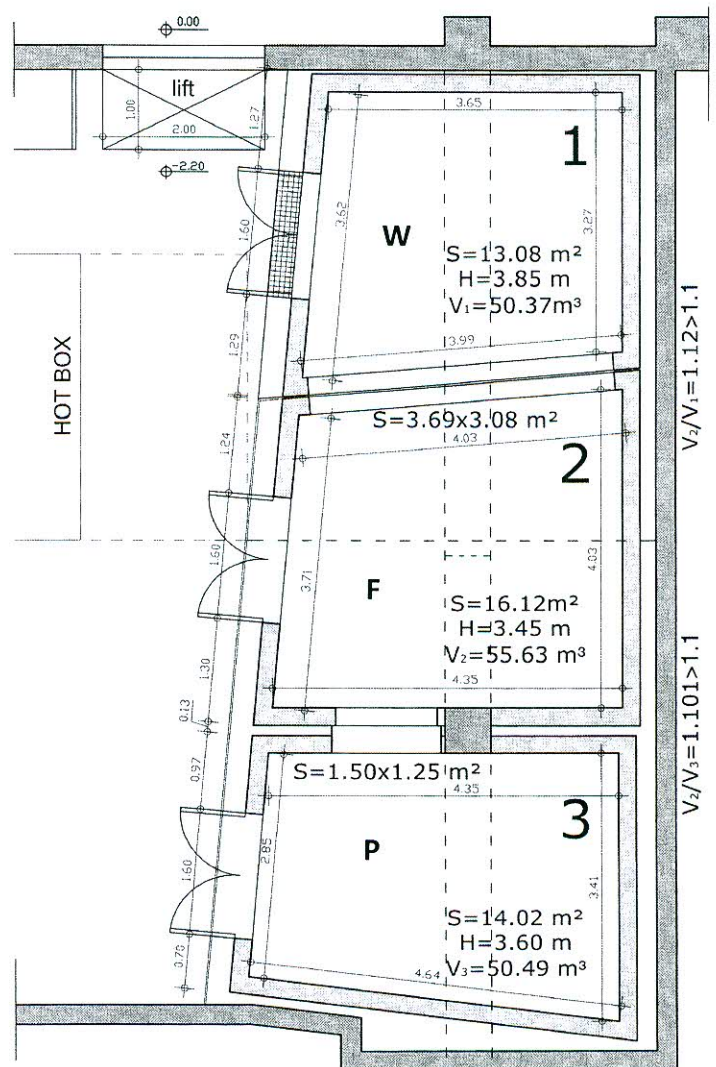 0.00
lift
1.00
2.00
1.27
-2.20
3.65
1
1.60
3.62
3.27
W
S=13.08 m²
H=3.85 m
V₁=50.37m³
HOT BOX
1.29
3.99
V₂/V₁=1.12>1.1
S=3.69x3.08 m²
4.03
1.24
2
1.60
3.71
4.03
F
S=16.12m²
H=3.45 m
V₂=55.63 m³
1.30
4.35
0.13
0.97
V₂/V₃=1.101>1.1
S=1.50x1.25 m²
4.35
3
1.60
2.85
3.41
P
S=14.02 m²
H=3.60 m
V₃=50.49 m³
0.70
4.64